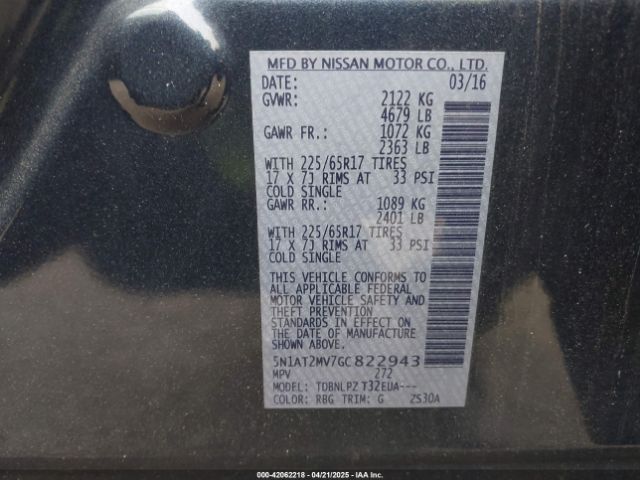 MFD BY NISSAN MOTOR CO., LTD.
DATE: 03/16
GVWR: 2122 KG
4679 LB
GAWR FR.: 1072 KG
2363 LB
WITH 225/65R17 TIRES
17 X 7J RIMS AT 33 PSI
COLD SINGLE
GAWR RR.: 1089 KG
2401 LB
WITH 225/65R17 TIRES
17 X 7J RIMS AT 33 PSI
COLD SINGLE
THIS VEHICLE CONFORMS TO
ALL APPLICABLE FEDERAL
MOTOR VEHICLE SAFETY AND
THEFT PREVENTION
STANDARDS IN EFFECT ON
THE DATE OF MANUFACTURE
SHOWN ABOVE.
5N1AT2MV7GC822943
MPV 272
MODEL: TDBNLPZ T32EUA---
COLOR: RBG TRIM: G ZS30A
000-42062218 - 04/21/2025 - IAA Inc.